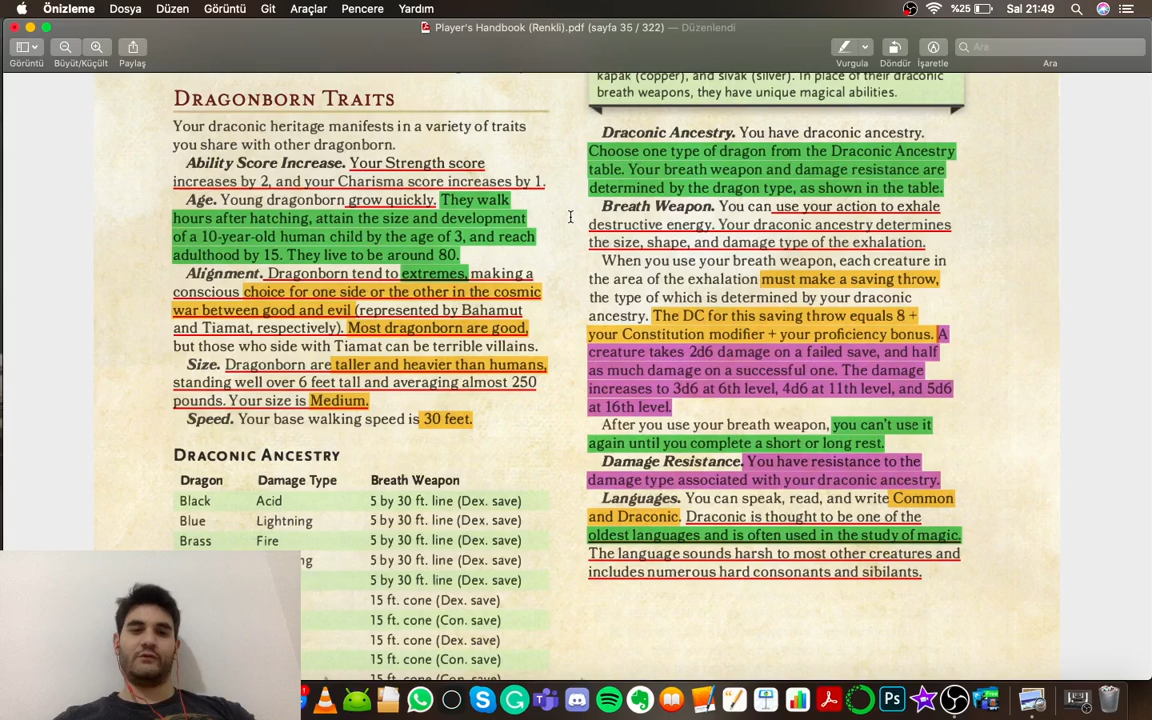 Önizleme Dosya Düzen Görüntü Git Araçlar Pencere Yardım %25 Sal 21:49
Player's Handbook (Renkli).pdf (sayfa 35 / 322) — Düzenlendi
Ara
Görüntü Büyüt/Küçült Paylaş Vurgula Döndür İşaretle Ara
DRAGONBORN TRAITS
Your draconic heritage manifests in a variety of traits
you share with other dragonborn.
Ability Score Increase. Your Strength score
increases by 2, and your Charisma score increases by 1.
Age. Young dragonborn grow quickly. They walk
hours after hatching, attain the size and development
of a 10-year-old human child by the age of 3, and reach
adulthood by 15. They live to be around 80.
Alignment. Dragonborn tend to extremes, making a
conscious choice for one side or the other in the cosmic
war between good and evil (represented by Bahamut
and Tiamat, respectively). Most dragonborn are good,
but those who side with Tiamat can be terrible villains.
Size. Dragonborn are taller and heavier than humans,
standing well over 6 feet tall and averaging almost 250
pounds. Your size is Medium.
Speed. Your base walking speed is 30 feet.
DRACONIC ANCESTRY
Dragon Damage Type Breath Weapon
Black Acid 5 by 30 ft. line (Dex. save)
Blue Lightning 5 by 30 ft. line (Dex. save)
Brass Fire 5 by 30 ft. line (Dex. save)
ng 5 by 30 ft. line (Dex. save)
5 by 30 ft. line (Dex. save)
15 ft. cone (Dex. save)
15 ft. cone (Con. save)
15 ft. cone (Dex. save)
15 ft. cone (Con. save)
15 ft. cone (Con. save)
kapak (copper), and sivak (silver). In place of their draconic
breath weapons, they have unique magical abilities.
Draconic Ancestry. You have draconic ancestry.
Choose one type of dragon from the Draconic Ancestry
table. Your breath weapon and damage resistance are
determined by the dragon type, as shown in the table.
Breath Weapon. You can use your action to exhale
destructive energy. Your draconic ancestry determines
the size, shape, and damage type of the exhalation.
When you use your breath weapon, each creature in
the area of the exhalation must make a saving throw,
the type of which is determined by your draconic
ancestry. The DC for this saving throw equals 8 +
your Constitution modifier + your proficiency bonus. A
creature takes 2d6 damage on a failed save, and half
as much damage on a successful one. The damage
increases to 3d6 at 6th level, 4d6 at 11th level, and 5d6
at 16th level.
After you use your breath weapon, you can't use it
again until you complete a short or long rest.
Damage Resistance. You have resistance to the
damage type associated with your draconic ancestry.
Languages. You can speak, read, and write Common
and Draconic. Draconic is thought to be one of the
oldest languages and is often used in the study of magic.
The language sounds harsh to most other creatures and
includes numerous hard consonants and sibilants.
Ps